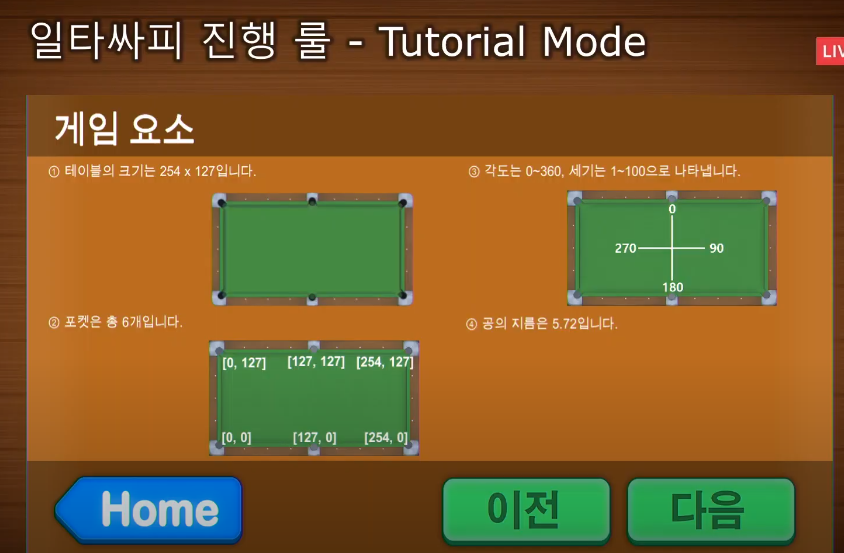 일타싸피 진행 룰 - Tutorial Mode
LIV
게임 요소
① 테이블의 크기는 254 x 127입니다.
② 포켓은 총 6개입니다.
[0, 127] [127, 127] [254, 127]
[0, 0] [127, 0] [254, 0]
③ 각도는 0~360, 세기는 1~100으로 나타냅니다.
0
270 90
180
④ 공의 지름은 5.72입니다.
Home 이전 다음